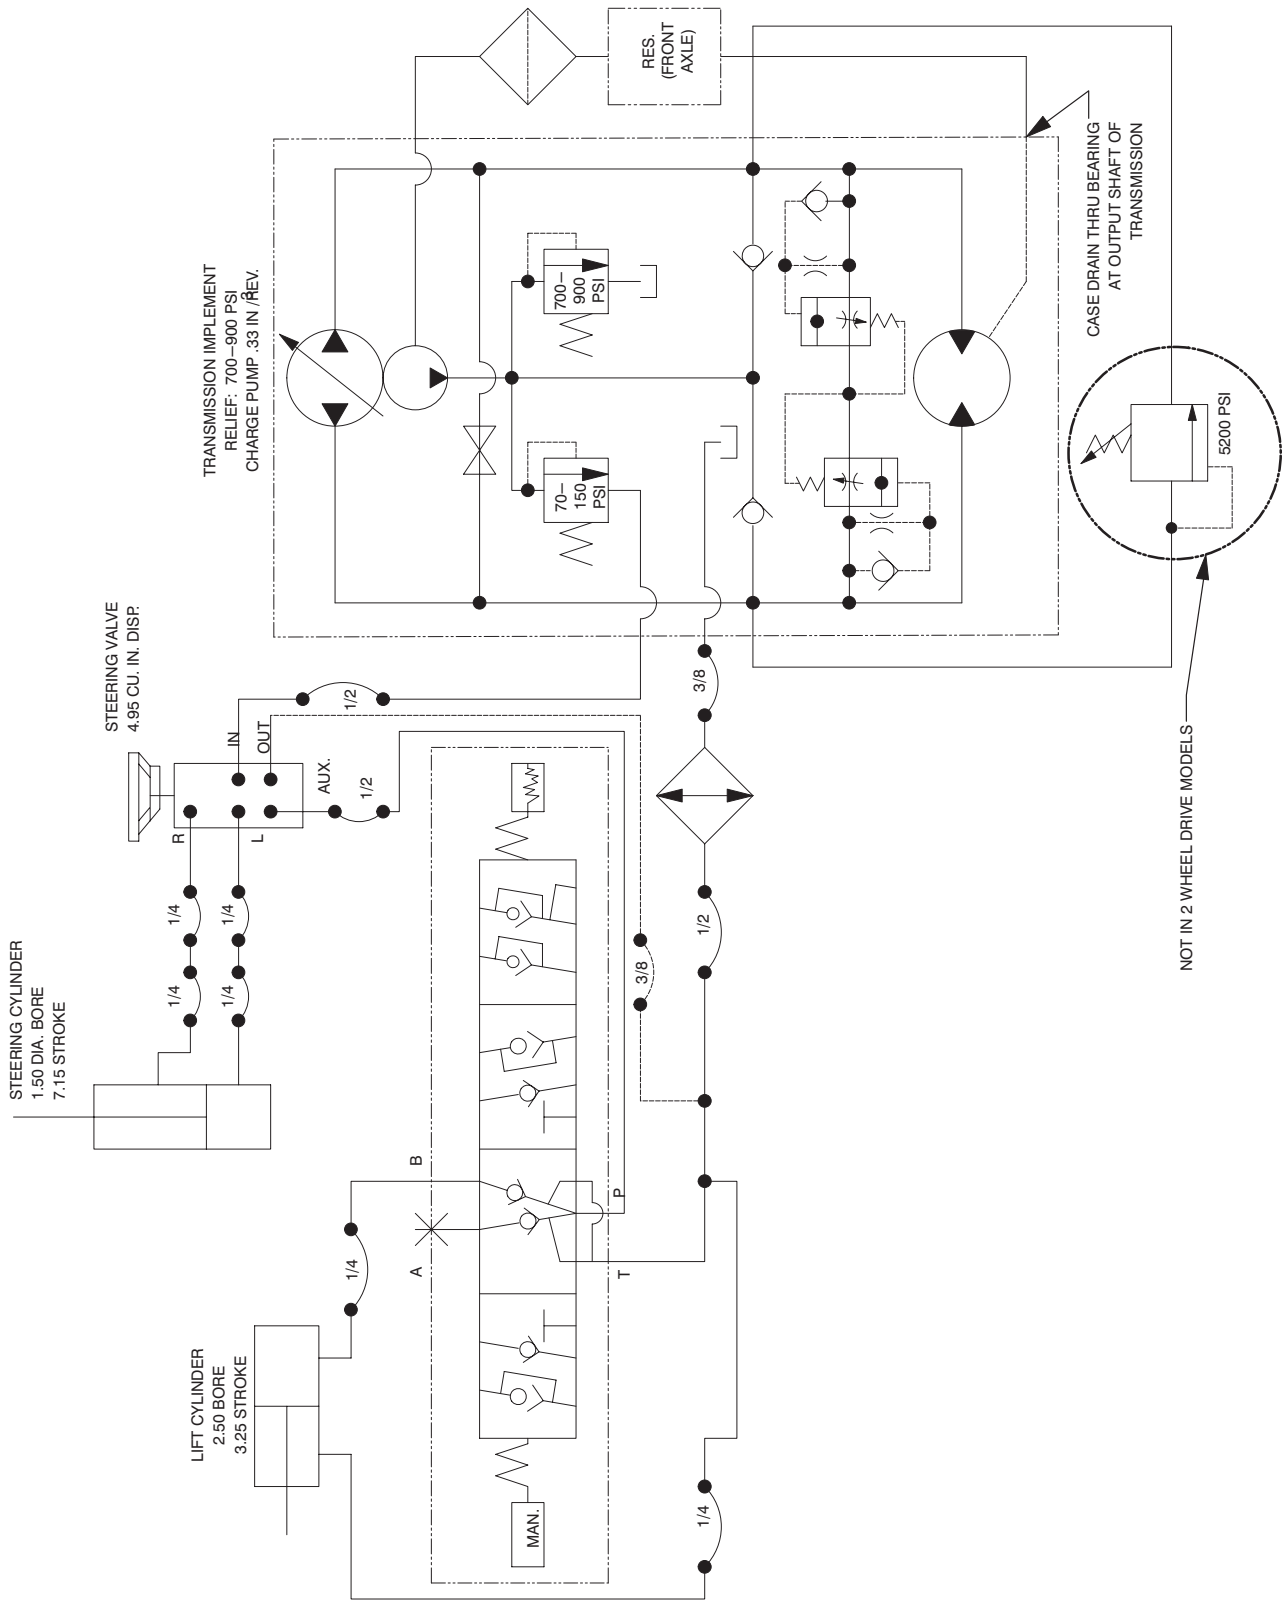 STEERING CYLINDER
1.50 DIA. BORE
7.15 STROKE
STEERING VALVE
4.95 CU. IN. DISP.
LIFT CYLINDER
2.50 BORE
3.25 STROKE
R
1/4
1/4
1/4
1/4
L
IN
OUT
AUX.
1/2
1/2
TRANSMISSION IMPLEMENT
RELIEF: 700–900 PSI
CHARGE PUMP .33 IN³/REV.
1/4
A
B
MAN.
T
P
3/8
70–
150
PSI
700–
900
PSI
RES.
(FRONT
AXLE)
1/4
1/2
3/8
CASE DRAIN THRU BEARING
AT OUTPUT SHAFT OF
TRANSMISSION
NOT IN 2 WHEEL DRIVE MODELS
5200 PSI